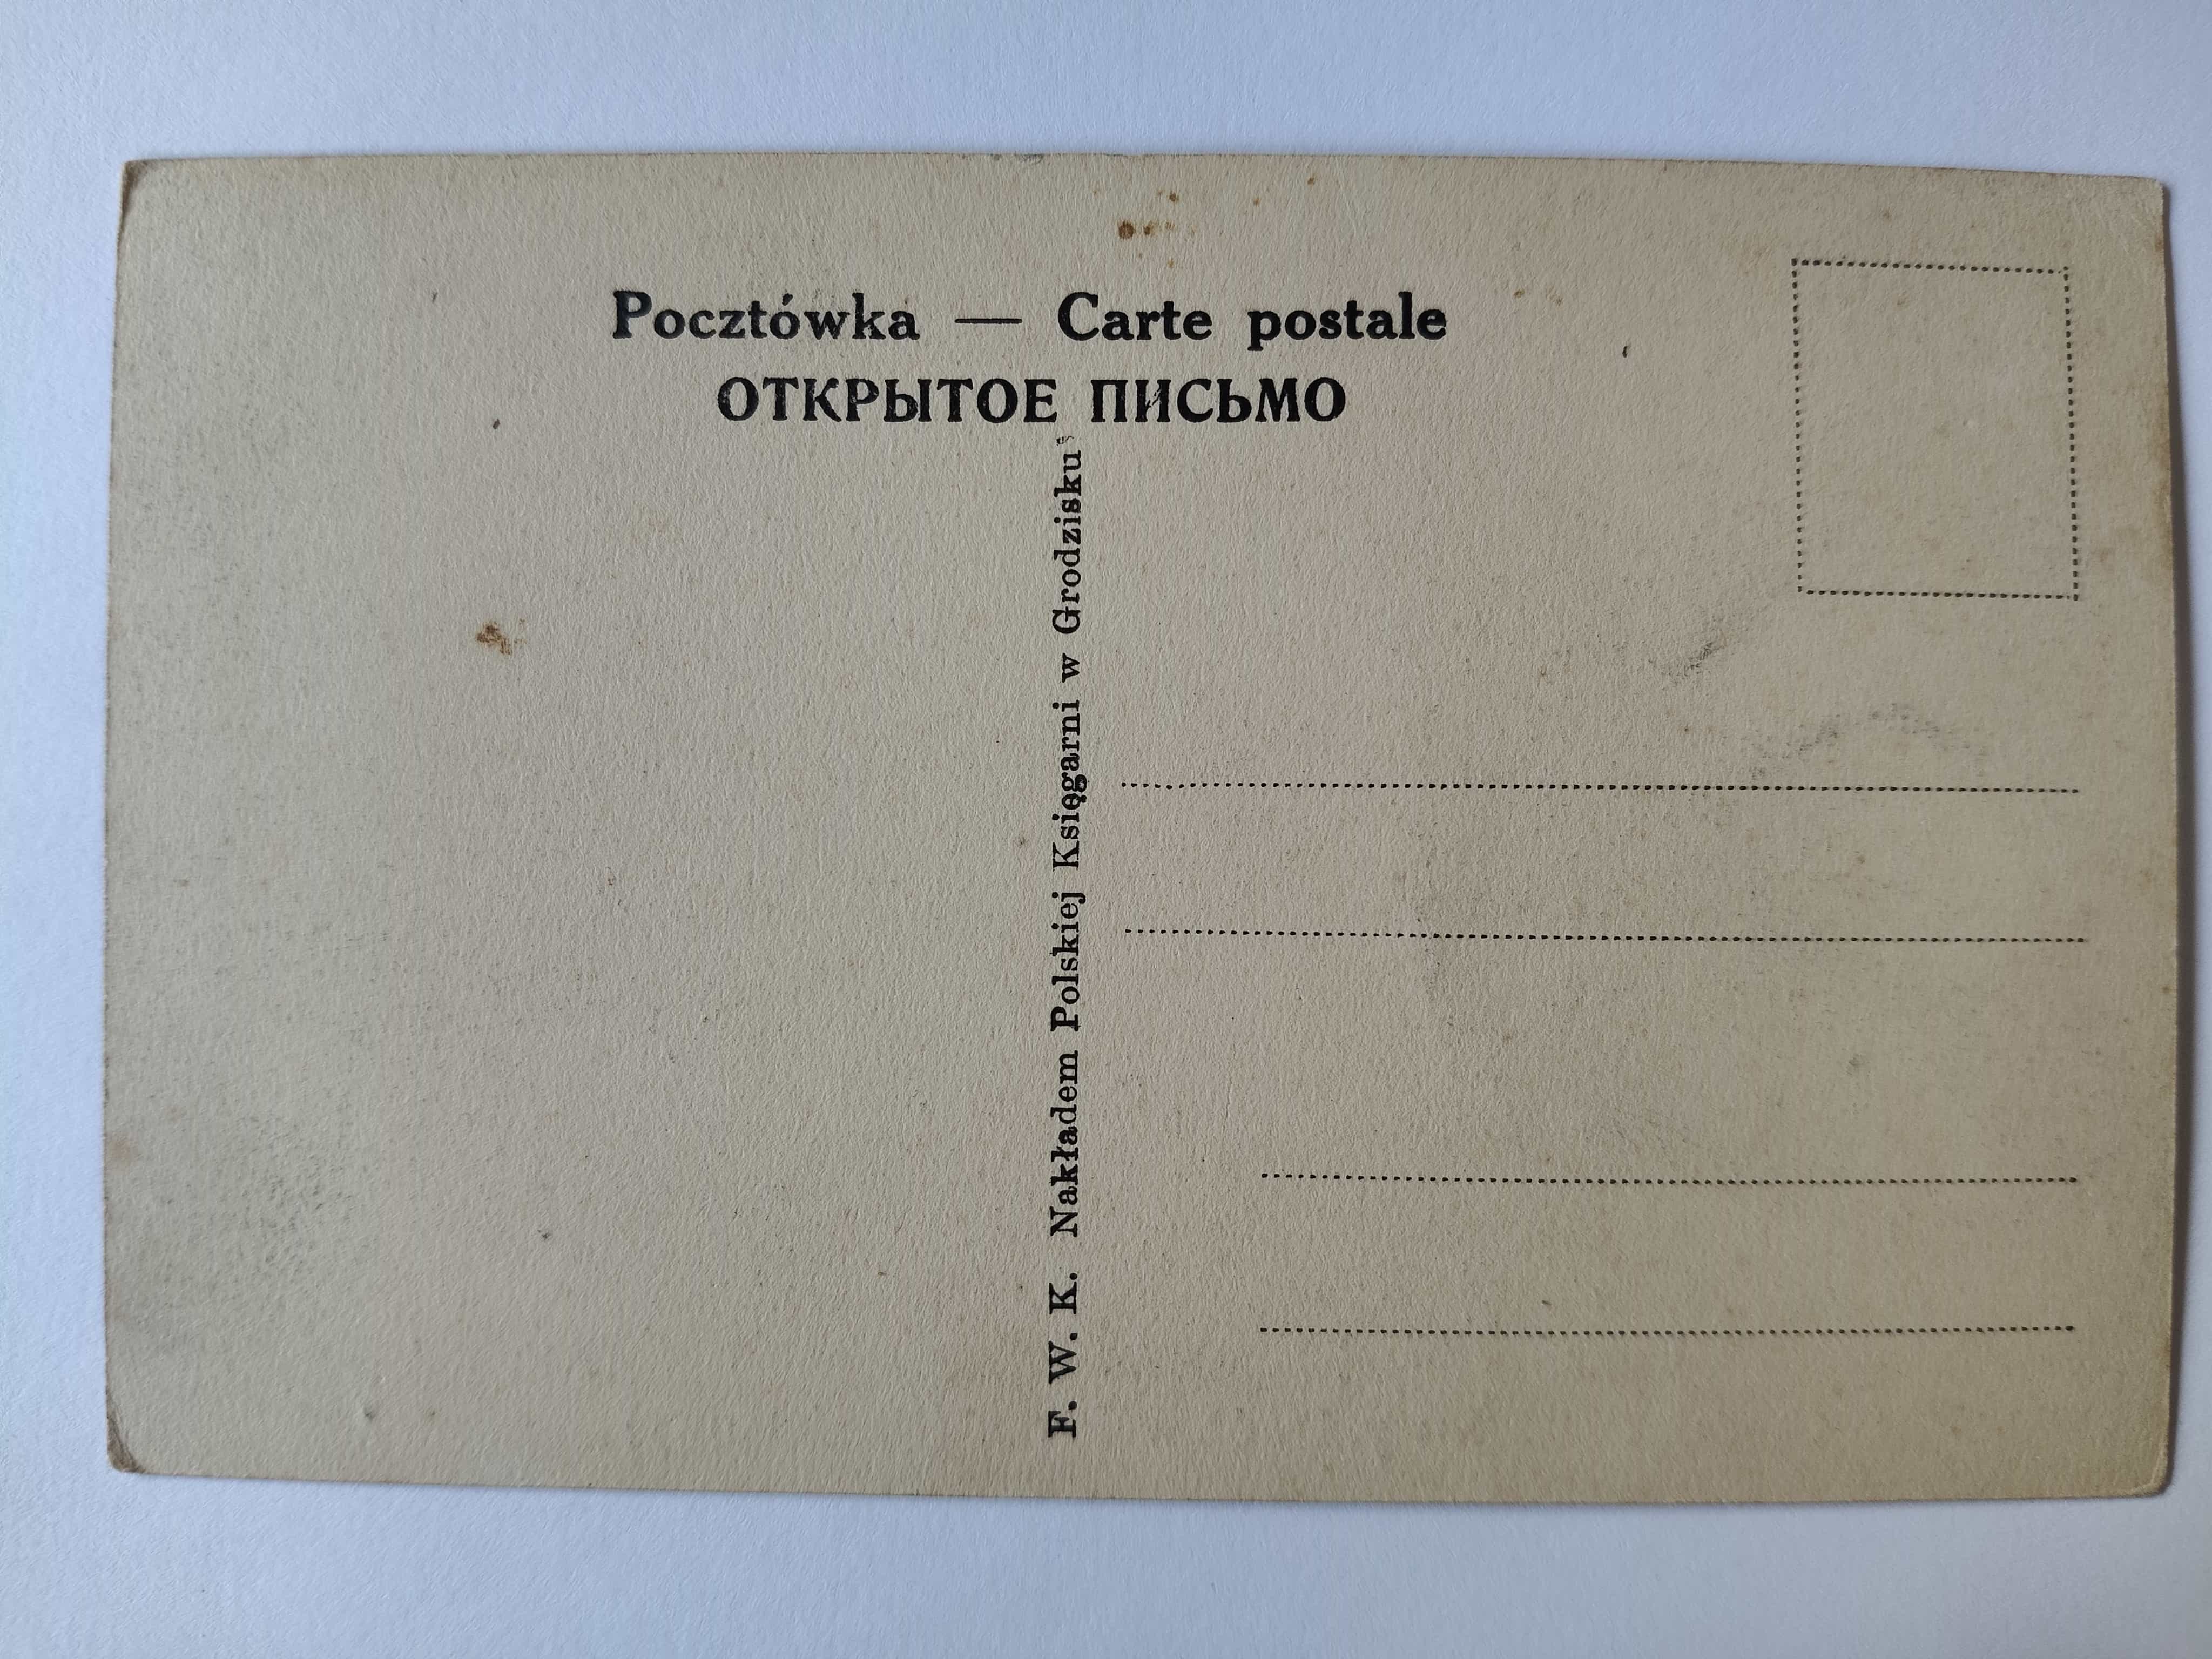 Pocztówka — Carte postale
ОТКРЫТОЕ ПИСЬМО
F. W. K. Nakładem Polskiej Księgarni w Grodzisku